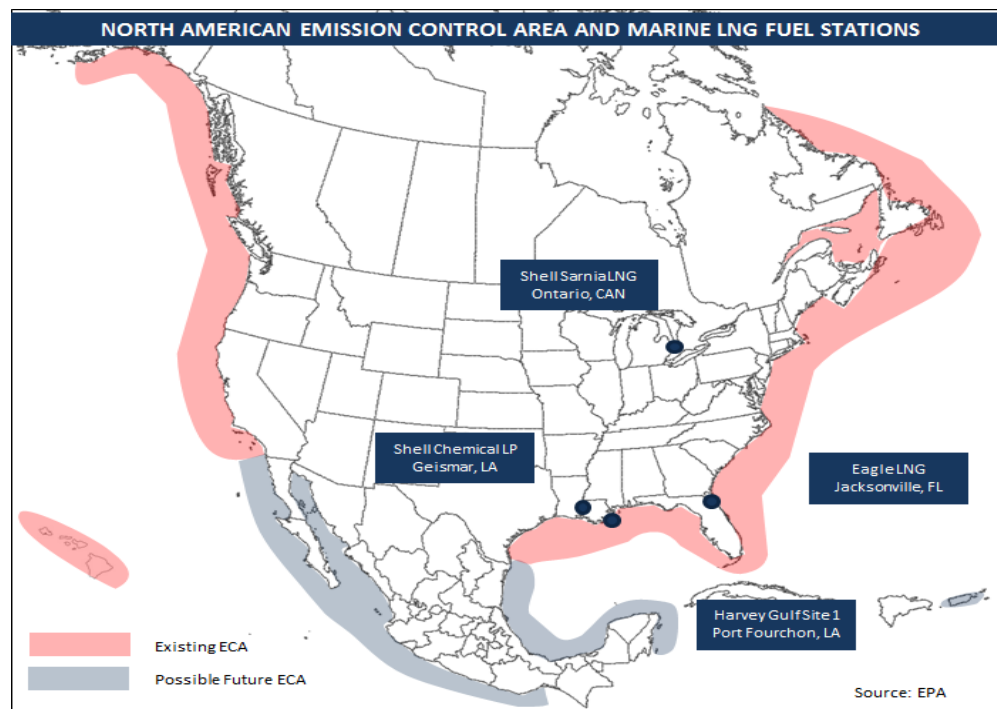 NORTH AMERICAN EMISSION CONTROL AREA AND MARINE LNG FUEL STATIONS
Shell Sarnia LNG
Ontario, CAN
Shell Chemical LP
Geismar, LA
Eagle LNG
Jacksonville, FL
Harvey Gulf Site 1
Port Fourchon, LA
Existing ECA
Possible Future ECA
Source: EPA